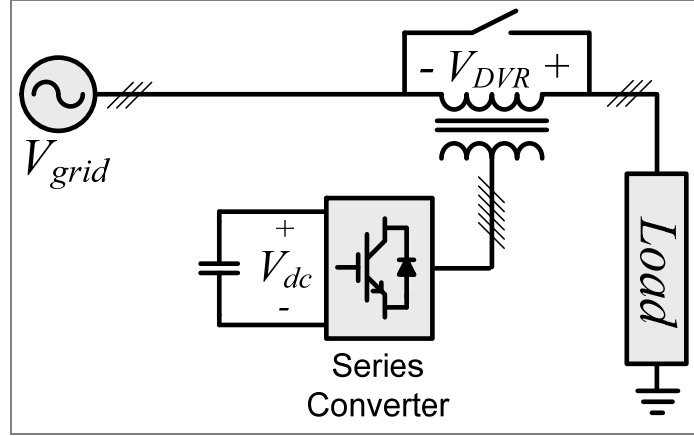 - V_DVR +
V_grid
+
V_dc
-
Load
Series
Converter